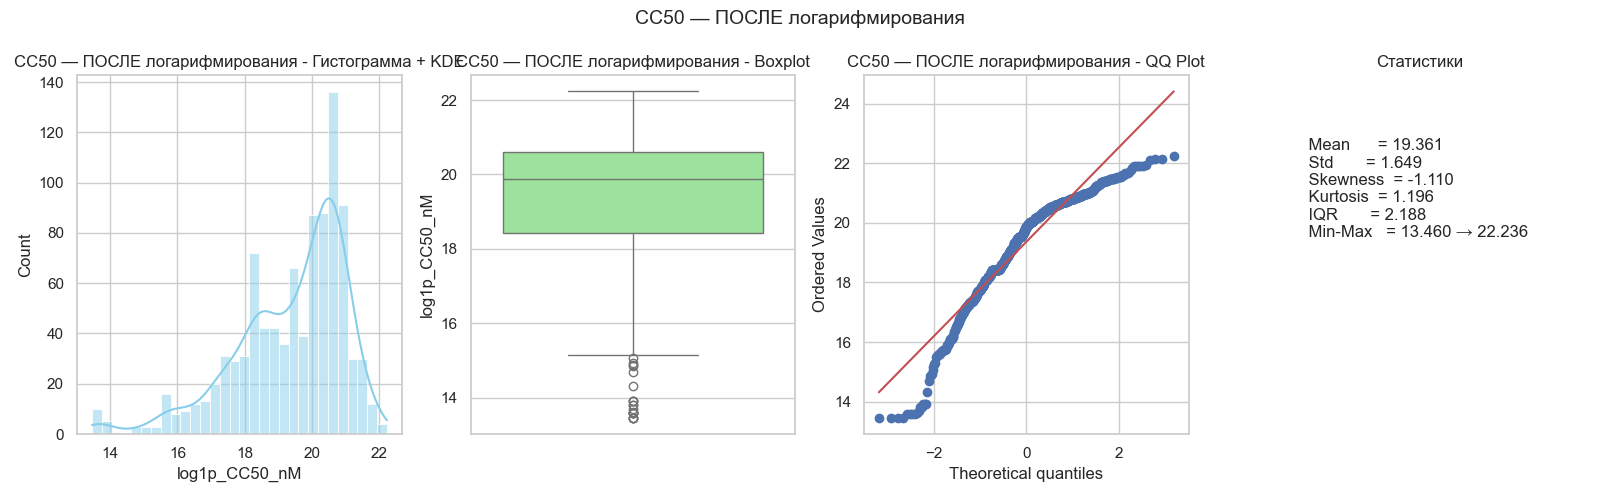 CC50 — ПОСЛЕ логарифмирования
CC50 — ПОСЛЕ логарифмирования - Гистограмма + KDE
140
120
100
80
60
40
20
0
Count
14
16
18
20
22
log1p_CC50_nM
CC50 — ПОСЛЕ логарифмирования - Boxplot
22
20
18
16
14
log1p_CC50_nM
CC50 — ПОСЛЕ логарифмирования - QQ Plot
24
22
20
18
16
14
Ordered Values
−2
0
2
Theoretical quantiles
Статистики
Mean = 19.361
Std = 1.649
Skewness = -1.110
Kurtosis = 1.196
IQR = 2.188
Min-Max = 13.460 → 22.236